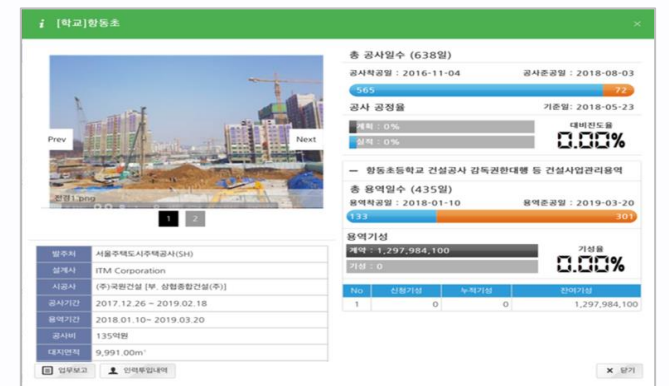 i [학교]항동초 ×
Prev
Next
전경1.png
1 2
발주처 서울주택도시주택공사(SH)
설계사 ITM Corporation
시공사 (주)국원건설 [부. 삼협종합건설(주)]
공사기간 2017.12.26 ~ 2019.02.18
용역기간 2018.01.10~ 2019.03.20
공사비 135억원
대지면적 9,991.00m²
업무보고 인력투입내역
총 공사일수 (638일)
공사착공일 : 2016-11-04 공사준공일 : 2018-08-03
565 72
공사 공정율 기준일: 2018-05-23
계획 : 0%
실적 : 0%
대비진도율
0.00%
– 항동초등학교 건설공사 감독권한대행 등 건설사업관리용역
총 용역일수 (435일)
용역착공일 : 2018-01-10 용역준공일 : 2019-03-20
133 301
용역기성
계약 : 1,297,984,100
기성 : 0
기성율
0.00%
No 신청기성 누적기성 잔여기성
1 0 0 1,297,984,100
× 닫기